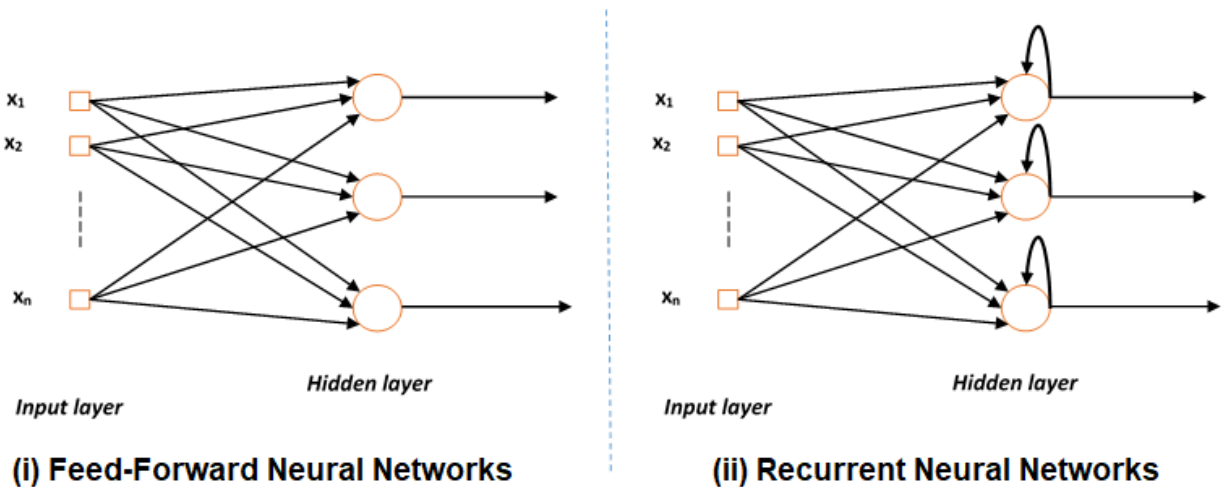 x₁
x₂
xₙ
Hidden layer
Input layer
(i) Feed-Forward Neural Networks
x₁
x₂
xₙ
Hidden layer
Input layer
(ii) Recurrent Neural Networks